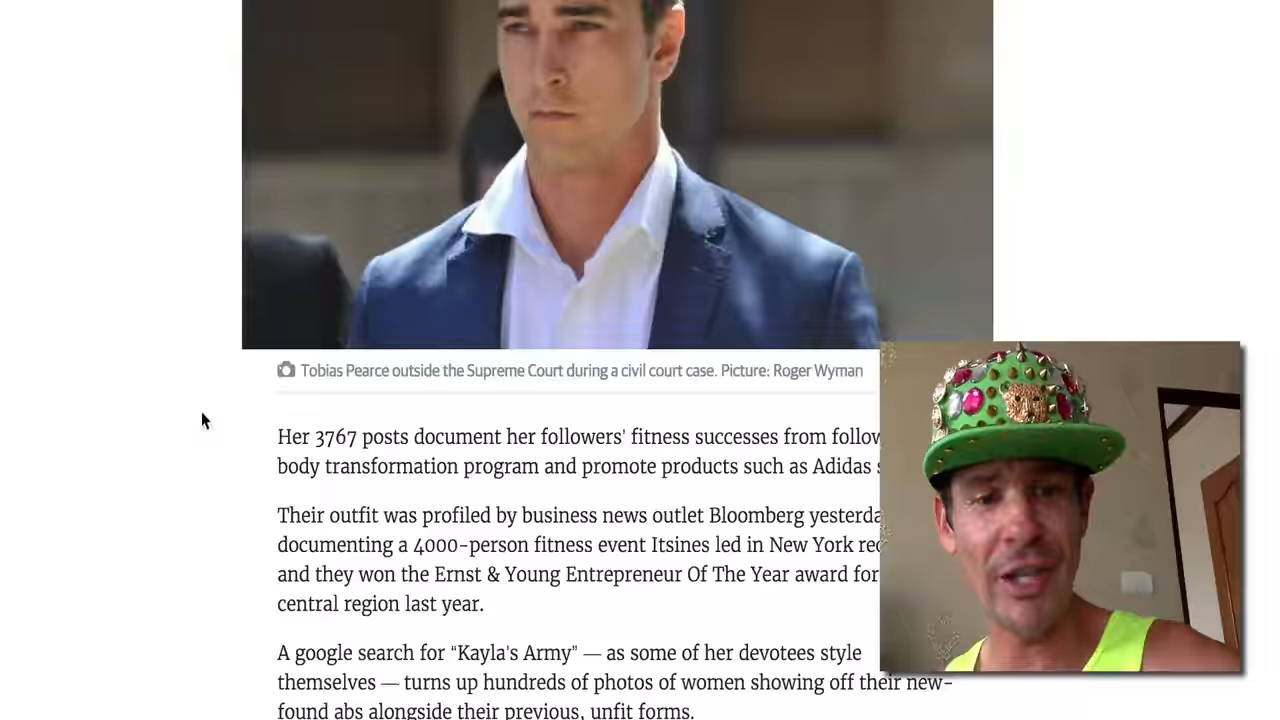 Tobias Pearce outside the Supreme Court during a civil court case. Picture: Roger Wyman
Her 3767 posts document her followers' fitness successes from
body transformation program and promote products such as Adidas
Their outfit was profiled by business news outlet Bloomberg
documenting a 4000-person fitness event Itsines led in New York
and they won the Ernst & Young Entrepreneur Of The Year award for
central region last year.
A google search for “Kayla's Army” — as some of her devotees style
themselves — turns up hundreds of photos of women showing off their new-
found abs alongside their previous, unfit forms.